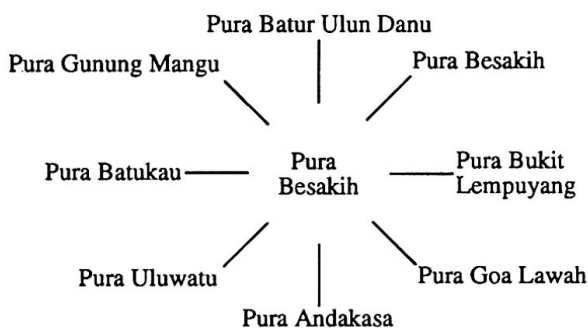 Pura Batur Ulun Danu
Pura Gunung Mangu
Pura Besakih
Pura Batukau
Pura
Besakih
Pura Bukit
Lempuyang
Pura Uluwatu
Pura Goa Lawah
Pura Andakasa